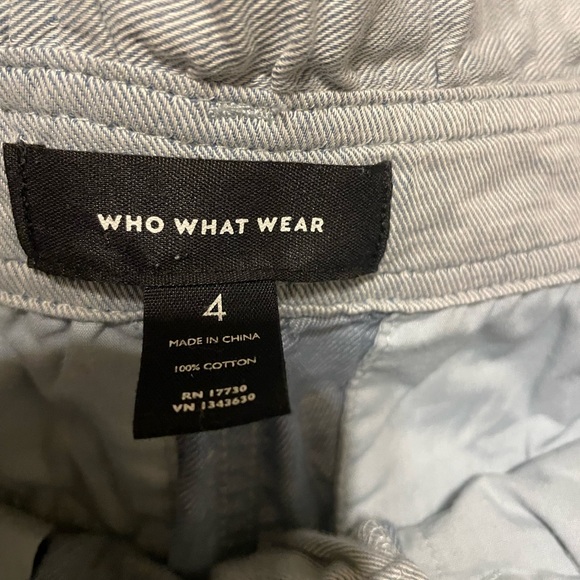 WHO WHAT WEAR
4
MADE IN CHINA
100% COTTON
RN 17730
VN 1343630